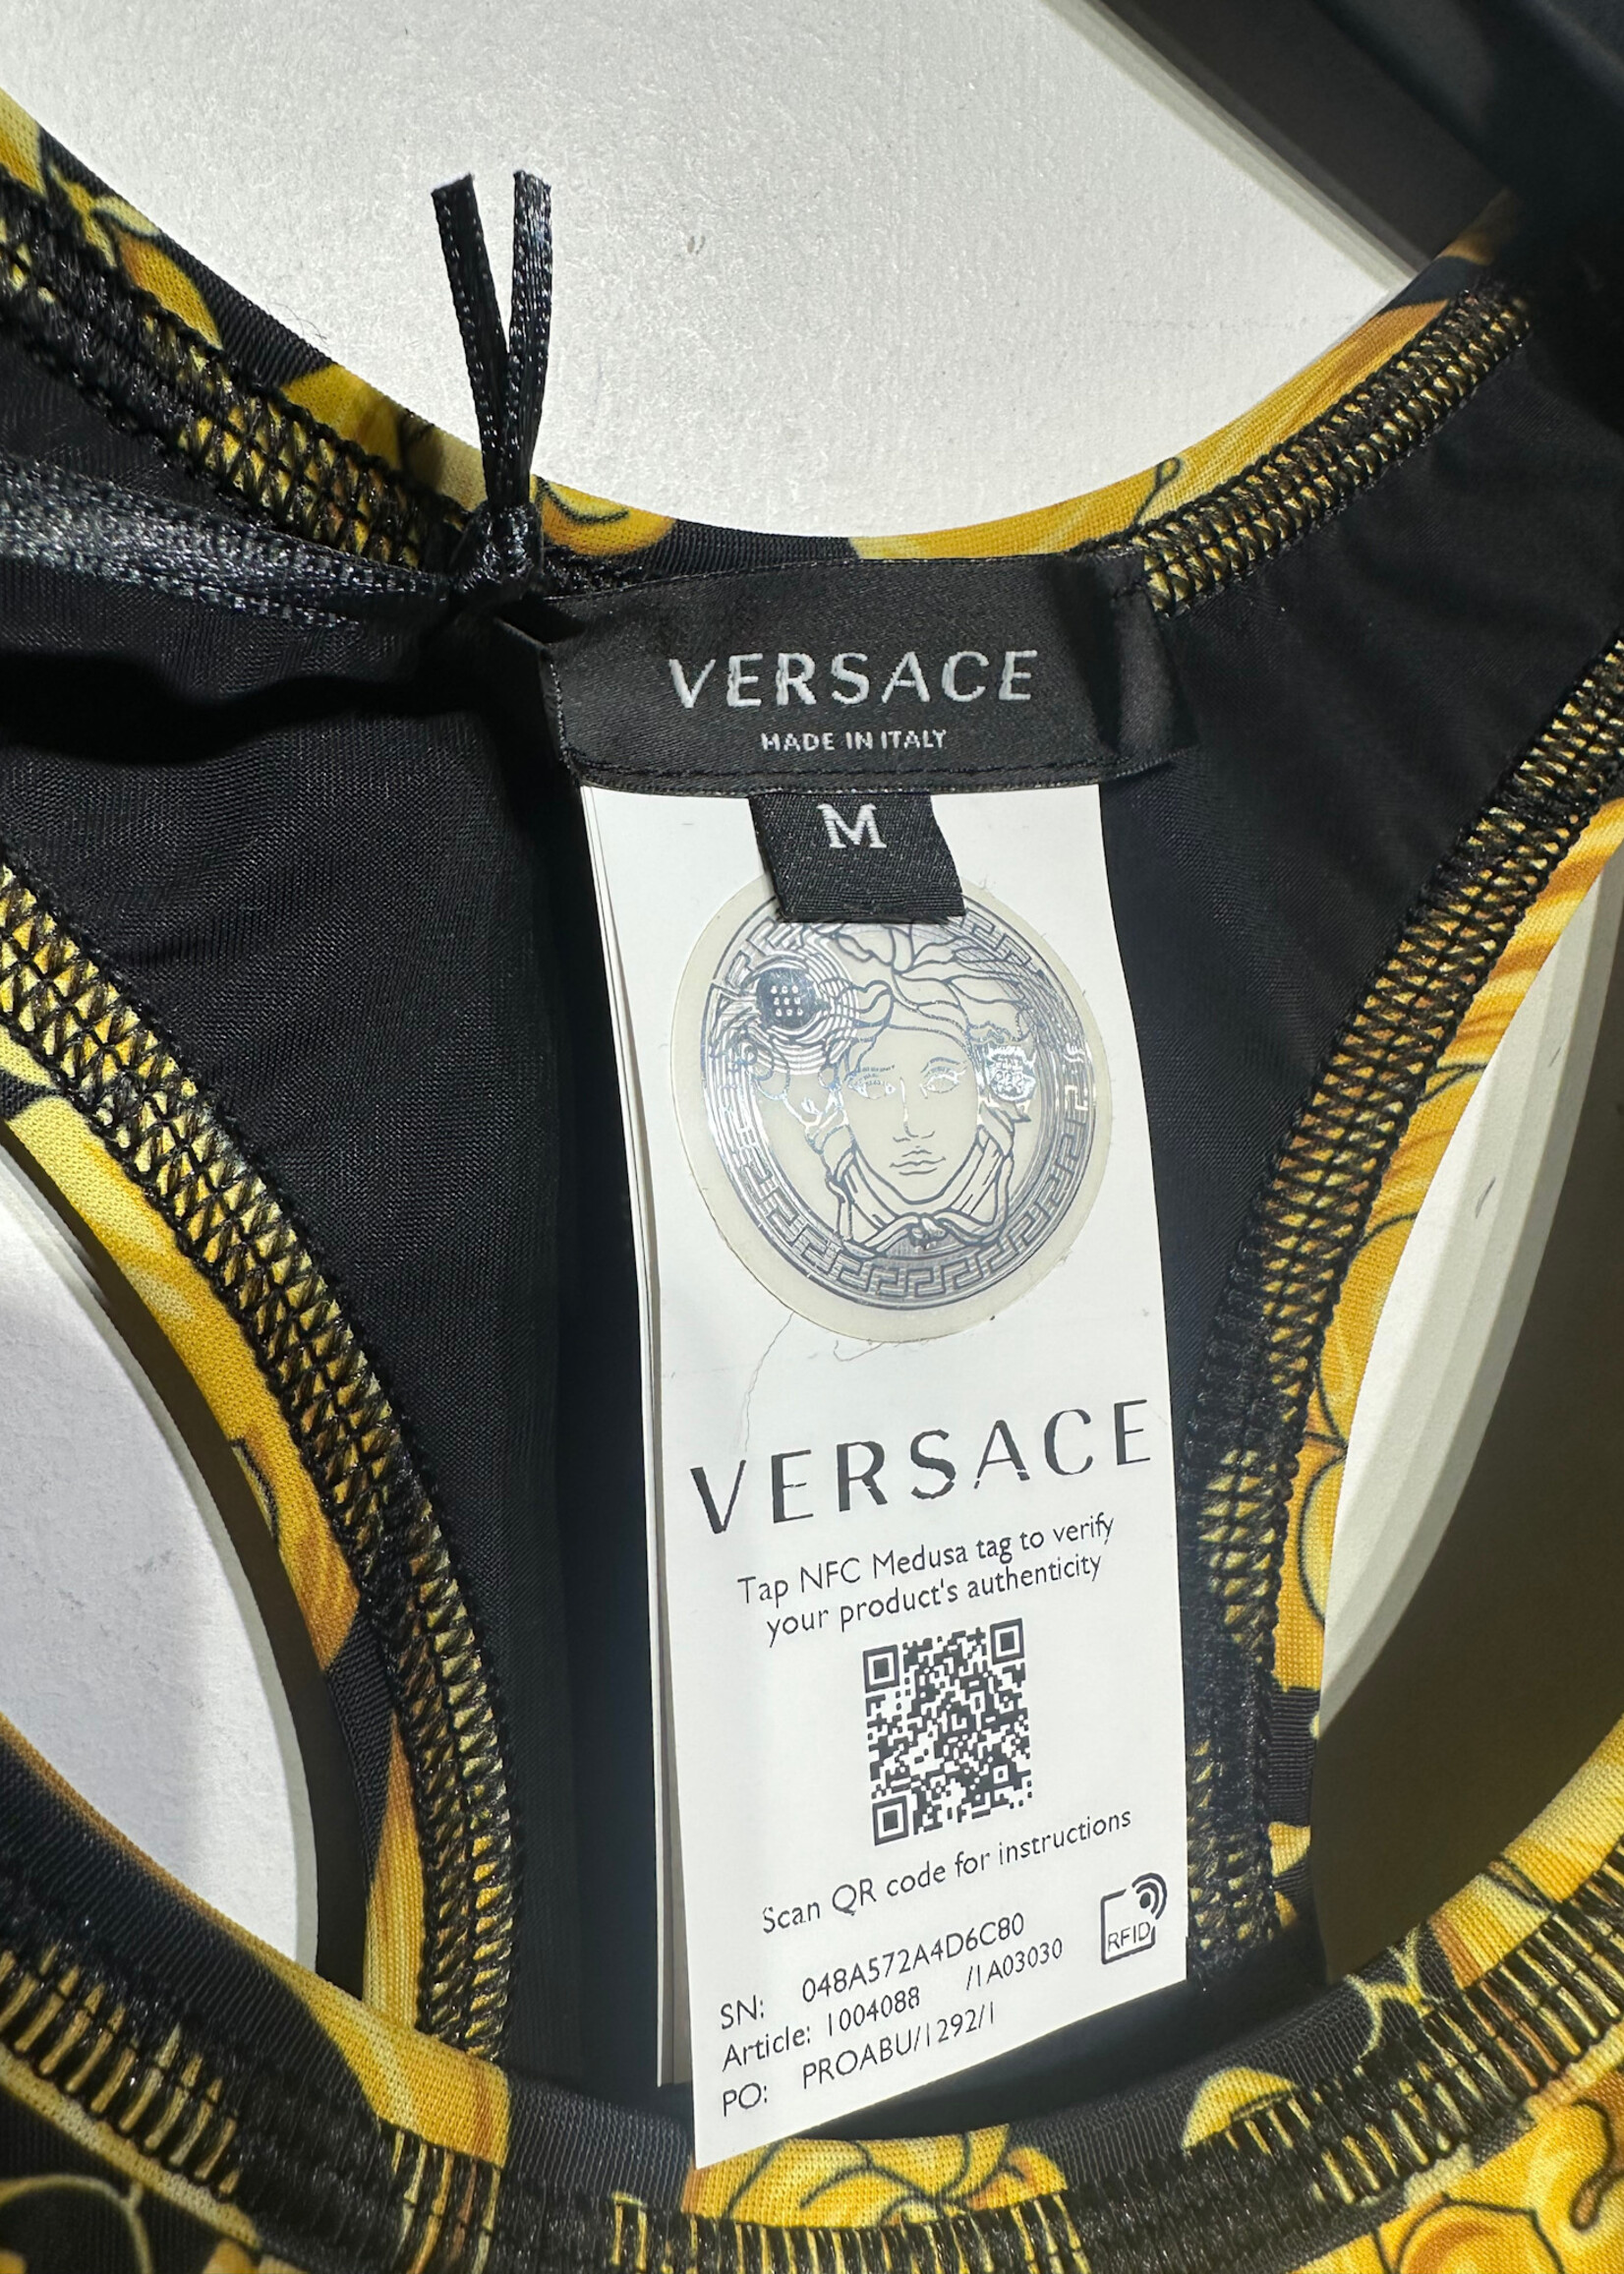 VERSACE
MADE IN ITALY
M
VERSACE
Tap NFC Medusa tag to verify
your product's authenticity
Scan QR code for instructions
RFID
SN: 048A572A4D6C80
Article: 1004088 /1A03030
PO: PROABU/1292/1